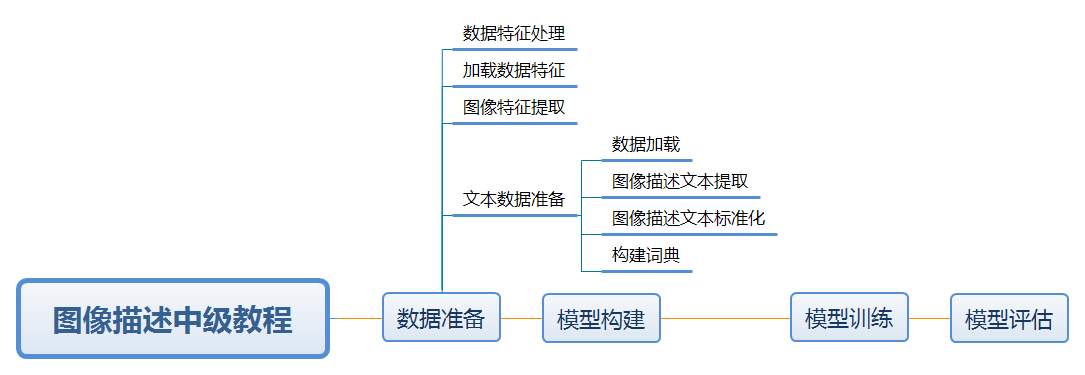 数据特征处理
加载数据特征
图像特征提取
文本数据准备
数据加载
图像描述文本提取
图像描述文本标准化
构建词典
图像描述中级教程
数据准备
模型构建
模型训练
模型评估